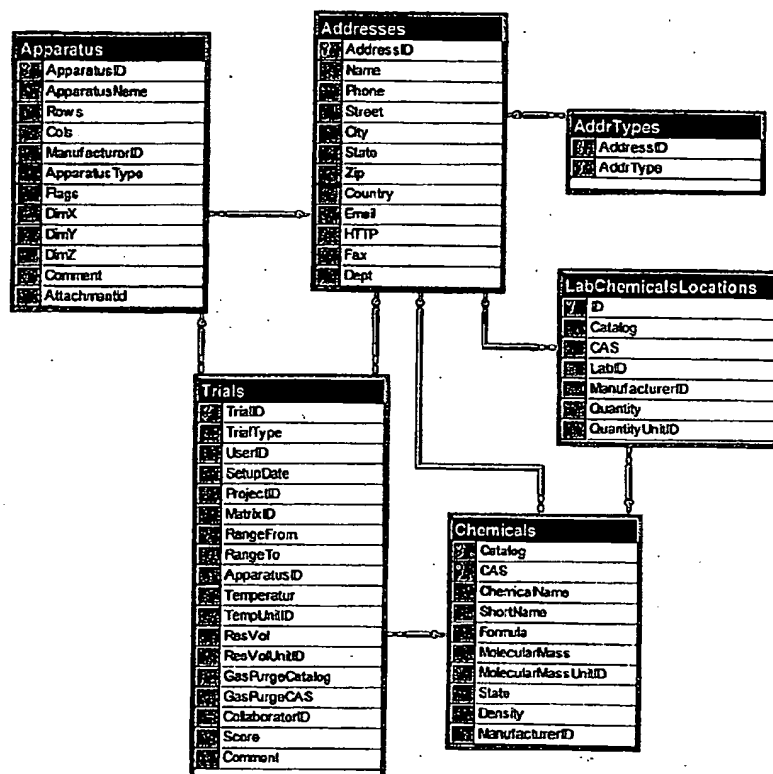 Apparatus
ApparatusID
ApparatusName
Rows
Cols
ManufacturerID
ApparatusType
Flags
DimX
DimY
DimZ
Comment
AttachmentId
Addresses
AddressID
Name
Phone
Street
City
State
Zip
Country
Email
HTTP
Fax
Dept
AddrTypes
AddressID
AddrType
LabChemicalsLocations
ID
Catalog
CAS
LabID
ManufacturerID
Quantity
QuantityUnitID
Trials
TrialID
TrialType
UserID
SetupDate
ProjectID
MatrixID
RangeFrom
RangeTo
ApparatusID
Temperatur
TempUnitID
ResVol
ResVolUnitID
GasPurgeCatalog
GasPurgeCAS
CollaboratorID
Score
Comment
Chemicals
Catalog
CAS
ChemicalName
ShortName
Formula
MolecularMass
MolecularMassUnitID
State
Density
ManufacturerID